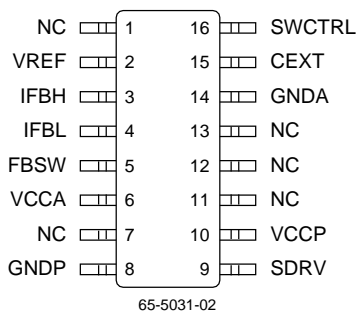 NC 1 16 SWCTRL
VREF 2 15 CEXT
IFBH 3 14 GNDA
IFBL 4 13 NC
FBSW 5 12 NC
VCCA 6 11 NC
NC 7 10 VCCP
GNDP 8 9 SDRV
65-5031-02